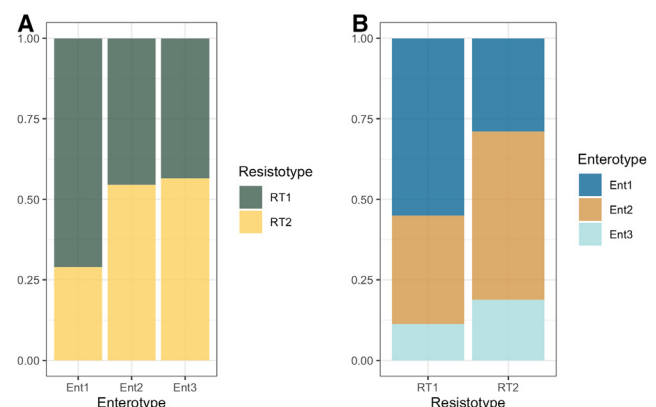 A
1.00
0.75
0.50
0.25
0.00
Ent1 Ent2 Ent3
Enterotype
Resistotype
RT1
RT2
B
1.00
0.75
0.50
0.25
0.00
RT1 RT2
Resistotype
Enterotype
Ent1
Ent2
Ent3